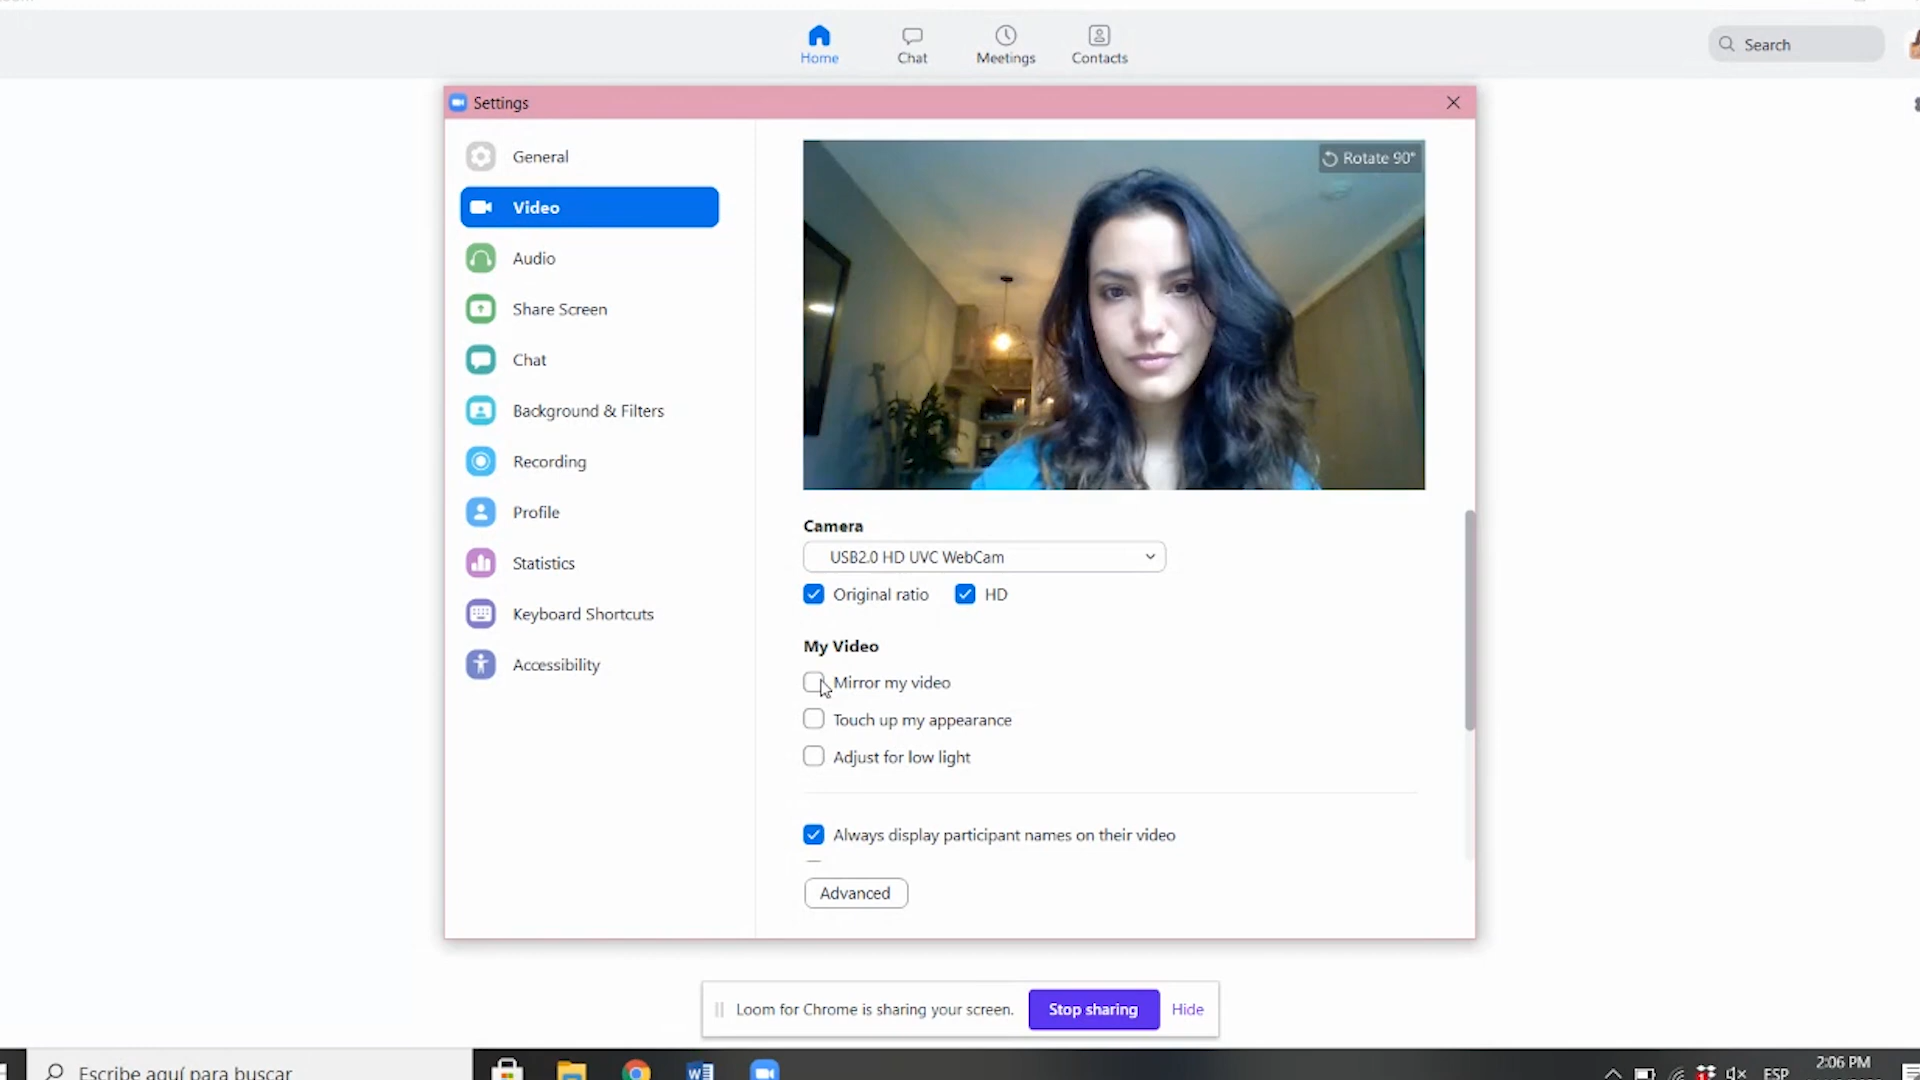 Home
Chat
Meetings
Contacts
Search
Settings
General
Video
Audio
Share Screen
Chat
Background & Filters
Recording
Profile
Statistics
Keyboard Shortcuts
Accessibility
Rotate 90°
Camera
USB2.0 HD UVC WebCam
Original ratio
HD
My Video
Mirror my video
Touch up my appearance
Adjust for low light
Always display participant names on their video
Advanced
Loom for Chrome is sharing your screen.
Stop sharing
Hide
Escribe aquí para buscar
W
ESP
2:06 PM